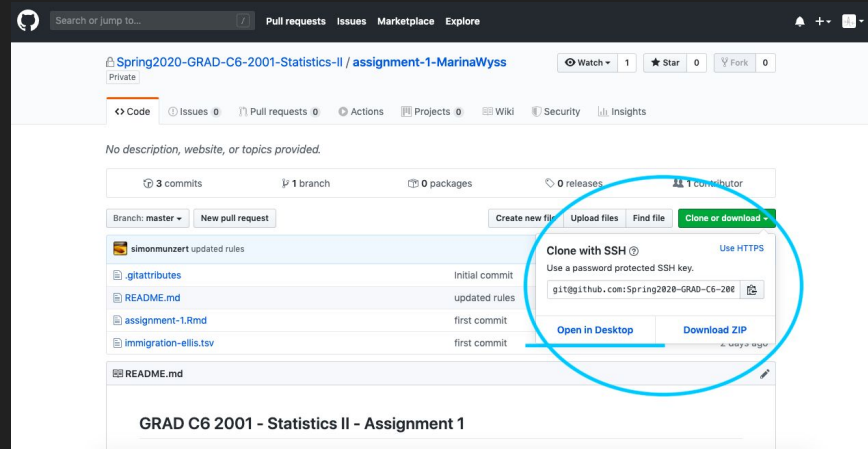 Search or jump to... / Pull requests Issues Marketplace Explore
Spring2020-GRAD-C6-2001-Statistics-II / assignment-1-MarinaWyss Watch 1 Star 0 Fork 0
Private
Code Issues 0 Pull requests 0 Actions Projects 0 Wiki Security Insights
No description, website, or topics provided.
3 commits 1 branch 0 packages 0 releases 1 contributor
Branch: master New pull request Create new file Upload files Find file Clone or download
simonmunzert updated rules
Clone with SSH Use HTTPS
Use a password protected SSH key.
.gitattributes Initial commit
README.md updated rules
git@github.com:Spring2020-GRAD-C6-200
assignment-1.Rmd first commit
Open in Desktop Download ZIP
immigration-ellis.tsv first commit 2 days ago
README.md
GRAD C6 2001 - Statistics II - Assignment 1